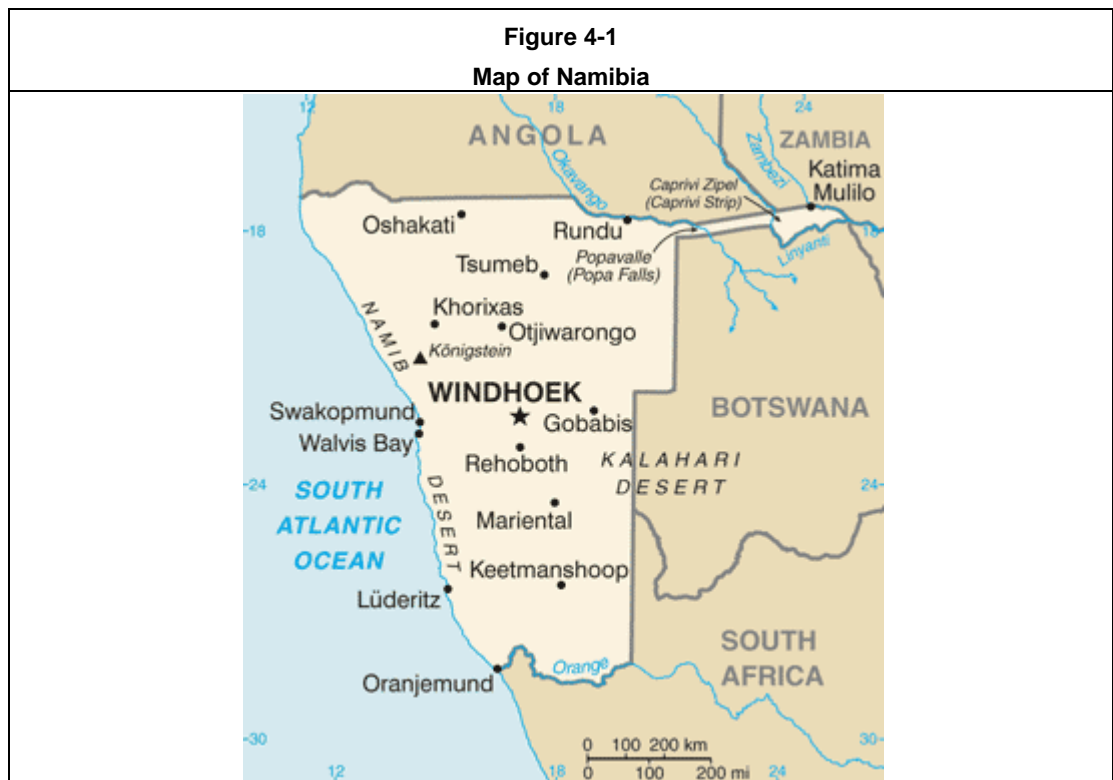 Figure 4-1
Map of Namibia
12
18
24
ANGOLA
ZAMBIA
Okavango
Zambezi
Katima
Mulilo
Caprivi Zipel
(Caprivi Strip)
Oshakati
Rundu
18
18
Linyanti
Popavalle
(Popa Falls)
Tsumeb
Khorixas
Otjiwarongo
NAMIB
Königstein
WINDHOEK
BOTSWANA
Swakopmund
Gobabis
Walvis Bay
Rehoboth
KALAHARI
DESERT
24
24
SOUTH
ATLANTIC
OCEAN
DESERT
Mariental
Keetmanshoop
Lüderitz
SOUTH
AFRICA
Orange
Oranjemund
30
30
0 100 200 km
0 100 200 mi
12
18
24